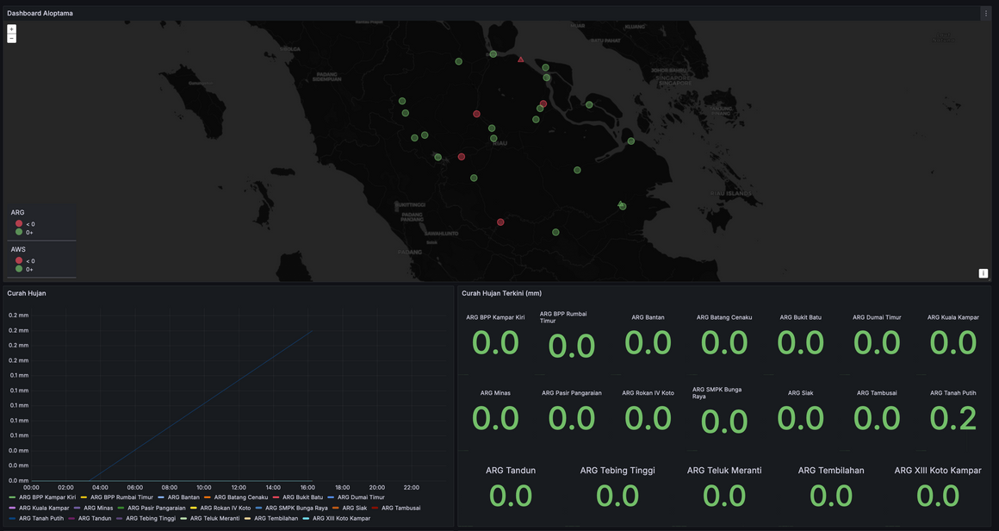 Dashboard Aloptama
+
−
KLUANG
BATU PAHAT
PADANG
SIDEMPUAN
JOHOR BAHRU
SINGAPORE
SINGAPORE
RIAU
RIAU ISLANDS
BUKITTINGGI
PADANG
PANJANG
SAWAHLUNTO
PADANG
ARG
< 0
0+
AWS
< 0
0+
i
Curah Hujan
0.2 mm
0.2 mm
0.2 mm
0.2 mm
0.1 mm
0.1 mm
0.1 mm
0.1 mm
0.1 mm
0.0 mm
0.0 mm
0.0 mm
00:00 02:00 04:00 06:00 08:00 10:00 12:00 14:00 16:00 18:00 20:00 22:00
ARG BPP Kampar Kiri ARG BPP Rumbai Timur ARG Bantan ARG Batang Cenaku ARG Bukit Batu ARG Dumai Timur
ARG Kuala Kampar ARG Minas ARG Pasir Pangaraian ARG Rokan IV Koto ARG SMPK Bunga Raya ARG Siak ARG Tambusai
ARG Tanah Putih ARG Tandun ARG Tebing Tinggi ARG Teluk Meranti ARG Tembilahan ARG XIII Koto Kampar
Curah Hujan Terkini (mm)
ARG BPP Kampar Kiri
0.0
ARG BPP Rumbai
Timur
0.0
ARG Bantan
0.0
ARG Batang Cenaku
0.0
ARG Bukit Batu
0.0
ARG Dumai Timur
0.0
ARG Kuala Kampar
0.0
ARG Minas
0.0
ARG Pasir Pangaraian
0.0
ARG Rokan IV Koto
0.0
ARG SMPK Bunga
Raya
0.0
ARG Siak
0.0
ARG Tambusai
0.0
ARG Tanah Putih
0.2
ARG Tandun
0.0
ARG Tebing Tinggi
0.0
ARG Teluk Meranti
0.0
ARG Tembilahan
0.0
ARG XIII Koto Kampar
0.0